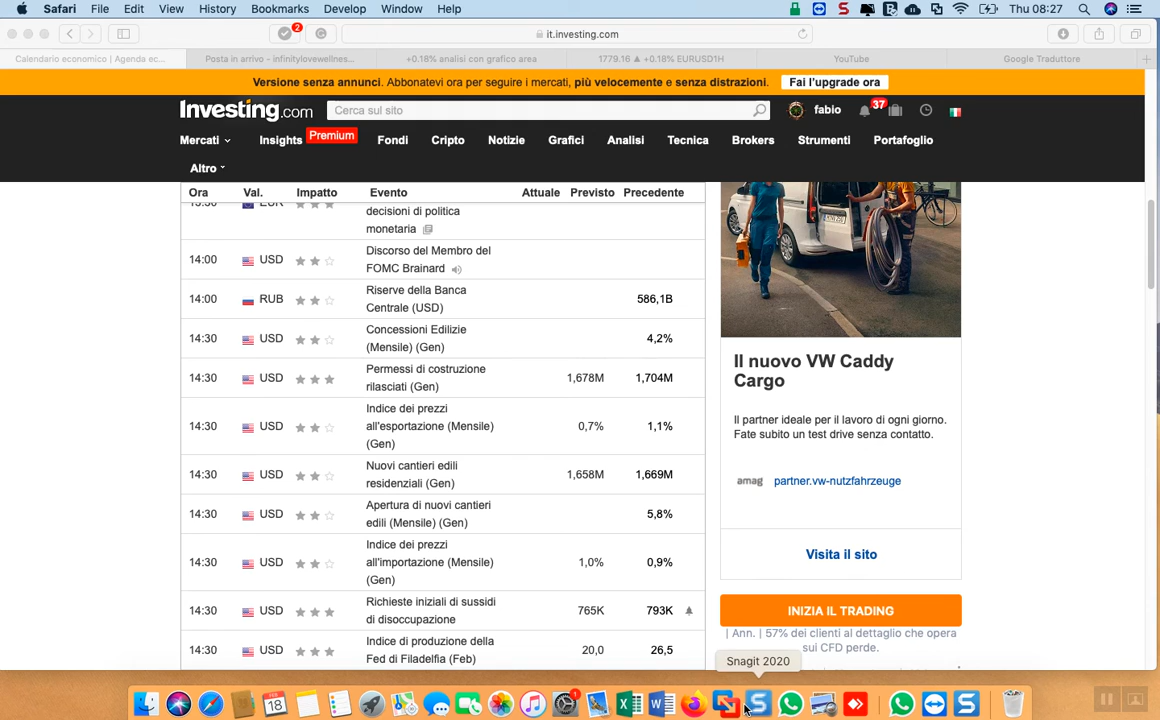 Safari File Edit View History Bookmarks Develop Window Help Thu 08:27
2
it.investing.com
Calendario economico | Agenda ec... Posta in arrivo - infinitylovewellnes... +0.18% analisi con grafico area 1779.16 ▲ +0.18% EURUSD1H YouTube Google Traduttore
Versione senza annunci. Abbonatevi ora per seguire i mercati, più velocemente e senza distrazioni. Fai l'upgrade ora
Investing.com Cerca sul sito fabio 37
Mercati Insights Premium Fondi Cripto Notizie Grafici Analisi Tecnica Brokers Strumenti Portafoglio
Altro
Ora Val. Impatto Evento Attuale Previsto Precedente
13:30 EUR
decisioni di politica
monetaria
14:00 USD Discorso del Membro del
FOMC Brainard
14:00 RUB Riserve della Banca
Centrale (USD) 586,1B
14:30 USD Concessioni Edilizie
(Mensile) (Gen) 4,2%
14:30 USD Permessi di costruzione
rilasciati (Gen) 1,678M 1,704M
14:30 USD Indice dei prezzi
all'esportazione (Mensile)
(Gen) 0,7% 1,1%
14:30 USD Nuovi cantieri edili
residenziali (Gen) 1,658M 1,669M
14:30 USD Apertura di nuovi cantieri
edili (Mensile) (Gen) 5,8%
14:30 USD Indice dei prezzi
all'importazione (Mensile)
(Gen) 1,0% 0,9%
14:30 USD Richieste iniziali di sussidi
di disoccupazione 765K 793K
14:30 USD Indice di produzione della
Fed di Filadelfia (Feb) 20,0 26,5
Il nuovo VW Caddy
Cargo
Il partner ideale per il lavoro di ogni giorno.
Fate subito un test drive senza contatto.
amag partner.vw-nutzfahrzeuge
Visita il sito
INIZIA IL TRADING
| Ann. | 57% dei clienti al dettaglio che opera
sui CFD perde.
Snagit 2020
FEB
18
1